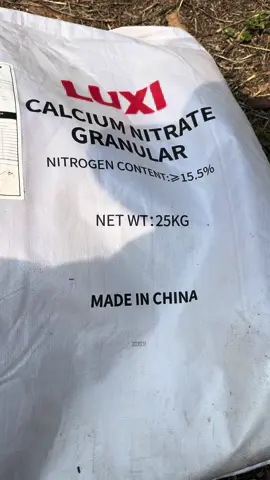 LUXI
CALCIUM NITRATE
GRANULAR
NITROGEN CONTENT:⩾15.5%
NET WT:25KG
MADE IN CHINA